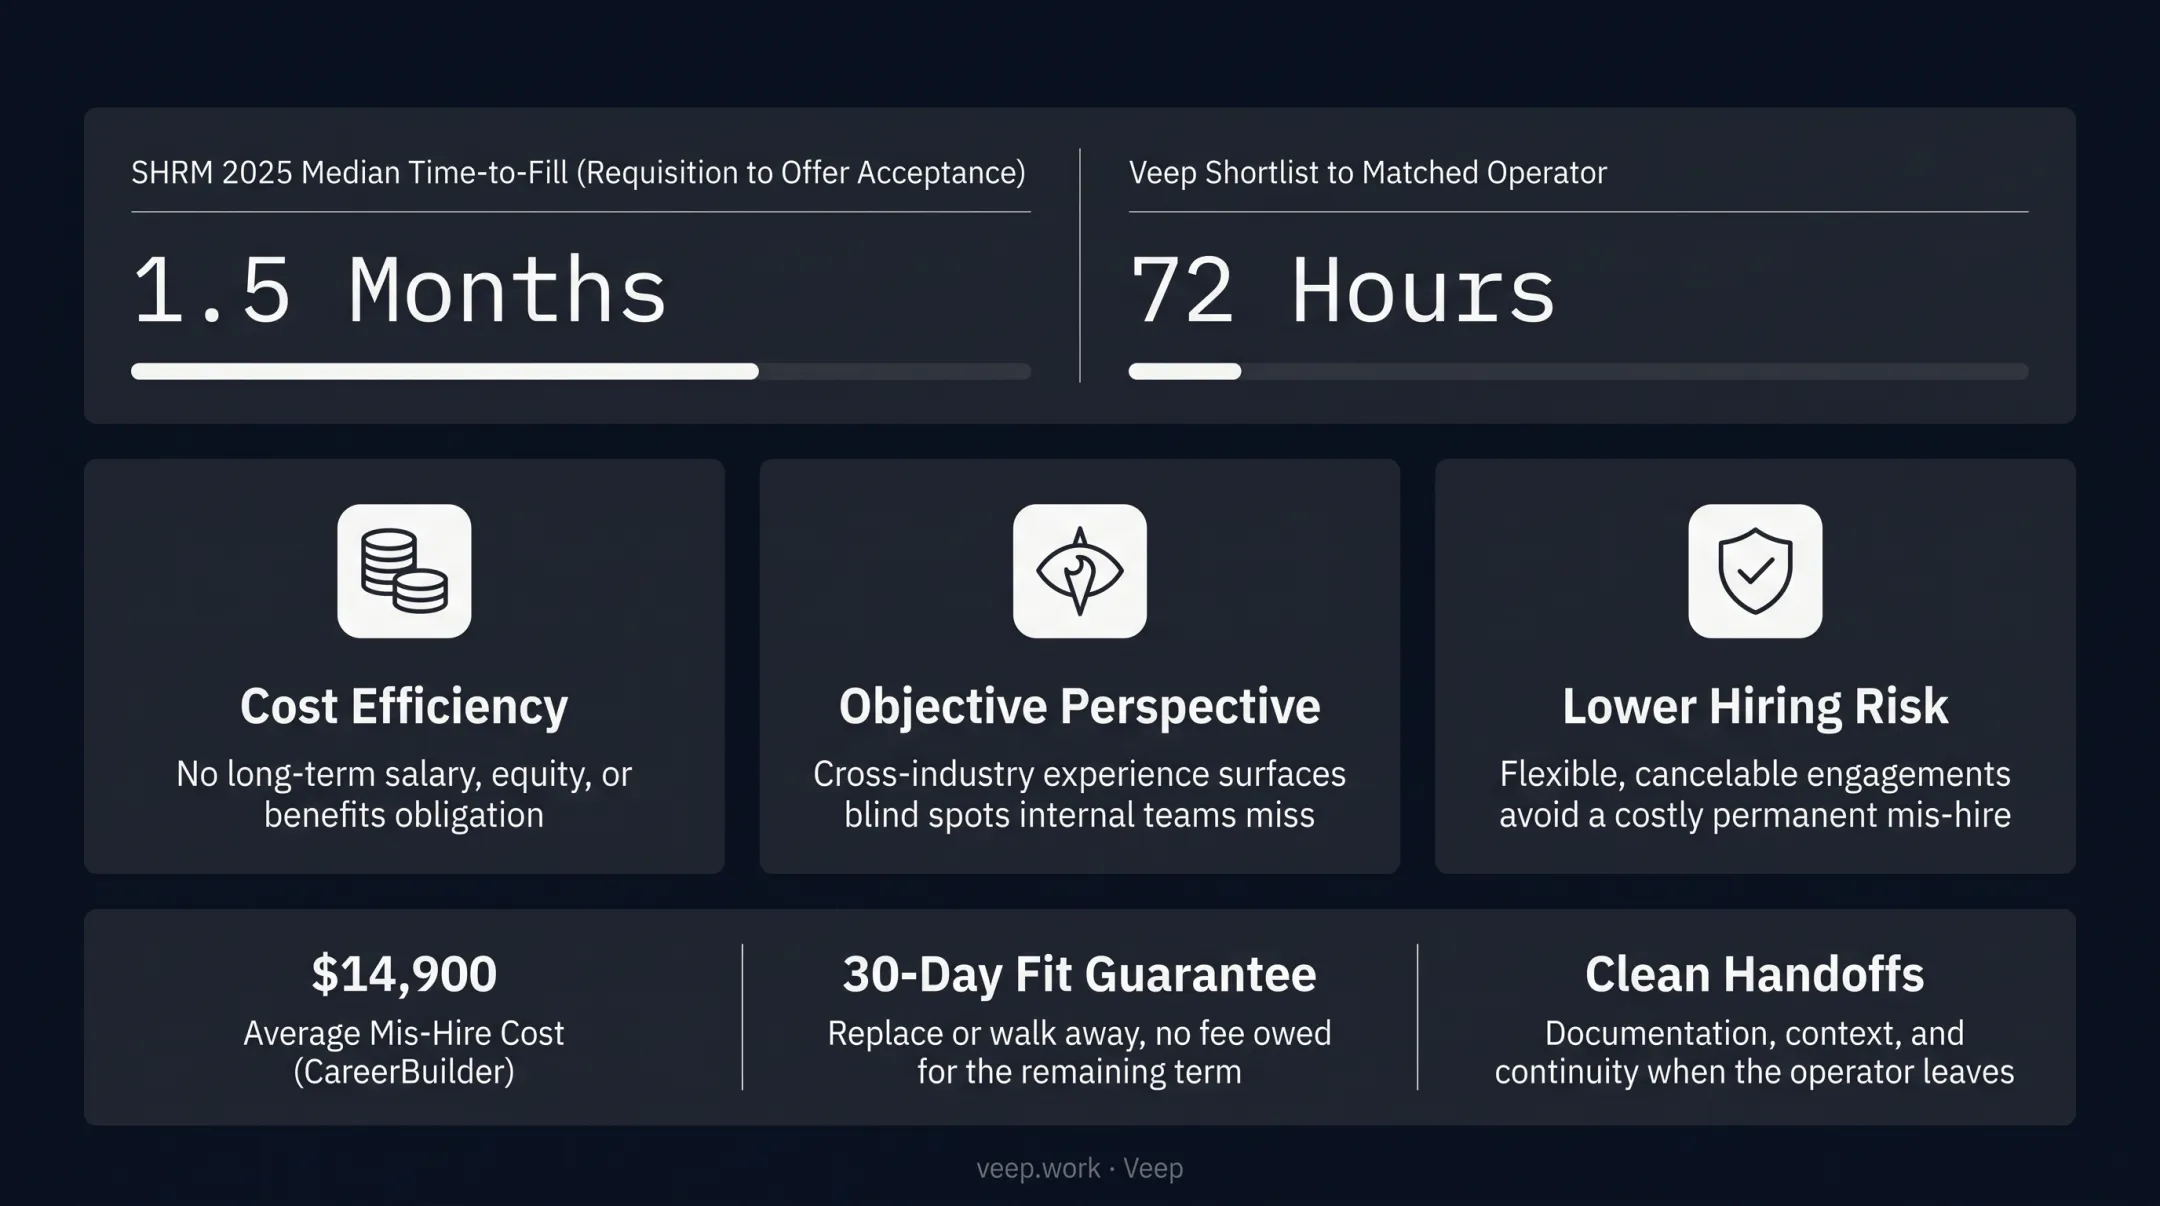 SHRM 2025 Median Time-to-Fill (Requisition to Offer Acceptance)
1.5 Months
Veep Shortlist to Matched Operator
72 Hours
Cost Efficiency
No long-term salary, equity, or
benefits obligation
Objective Perspective
Cross-industry experience surfaces
blind spots internal teams miss
Lower Hiring Risk
Flexible, cancelable engagements
avoid a costly permanent mis-hire
$14,900
Average Mis-Hire Cost
(CareerBuilder)
30-Day Fit Guarantee
Replace or walk away, no fee owed
for the remaining term
Clean Handoffs
Documentation, context, and
continuity when the operator leaves
veep.work · Veep